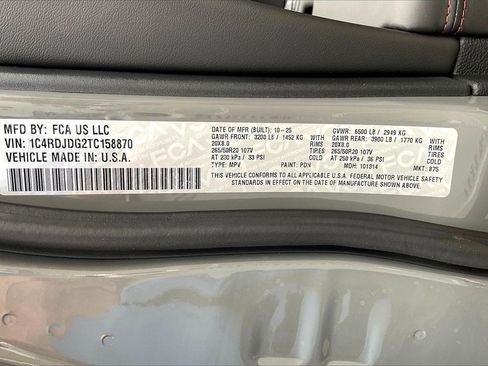 MFD BY: FCA US LLC
VIN: 1C4RDJDG2TC158870
VEHICLE MADE IN: U.S.A.
DATE OF MFR (BUILT): 10-25
GVWR: 6500 LB / 2949 KG
GAWR FRONT: 3200 LB / 1452 KG
WITH
GAWR REAR: 3900 LB / 1770 KG
WITH
20X8.0
RIMS
20X8.0
RIMS
265/50R20 107V
TIRES
265/50R20 107V
TIRES
AT 230 kPa / 33 PSI
COLD
AT 250 kPa / 36 PSI
COLD
TYPE: MPV
PAINT: PDN
MDH: 101314
MKT: 875
THIS VEHICLE CONFORMS TO ALL APPLICABLE U.S.A. FEDERAL MOTOR VEHICLE SAFETY
STANDARDS IN EFFECT ON THE DATE OF MANUFACTURE SHOWN ABOVE.